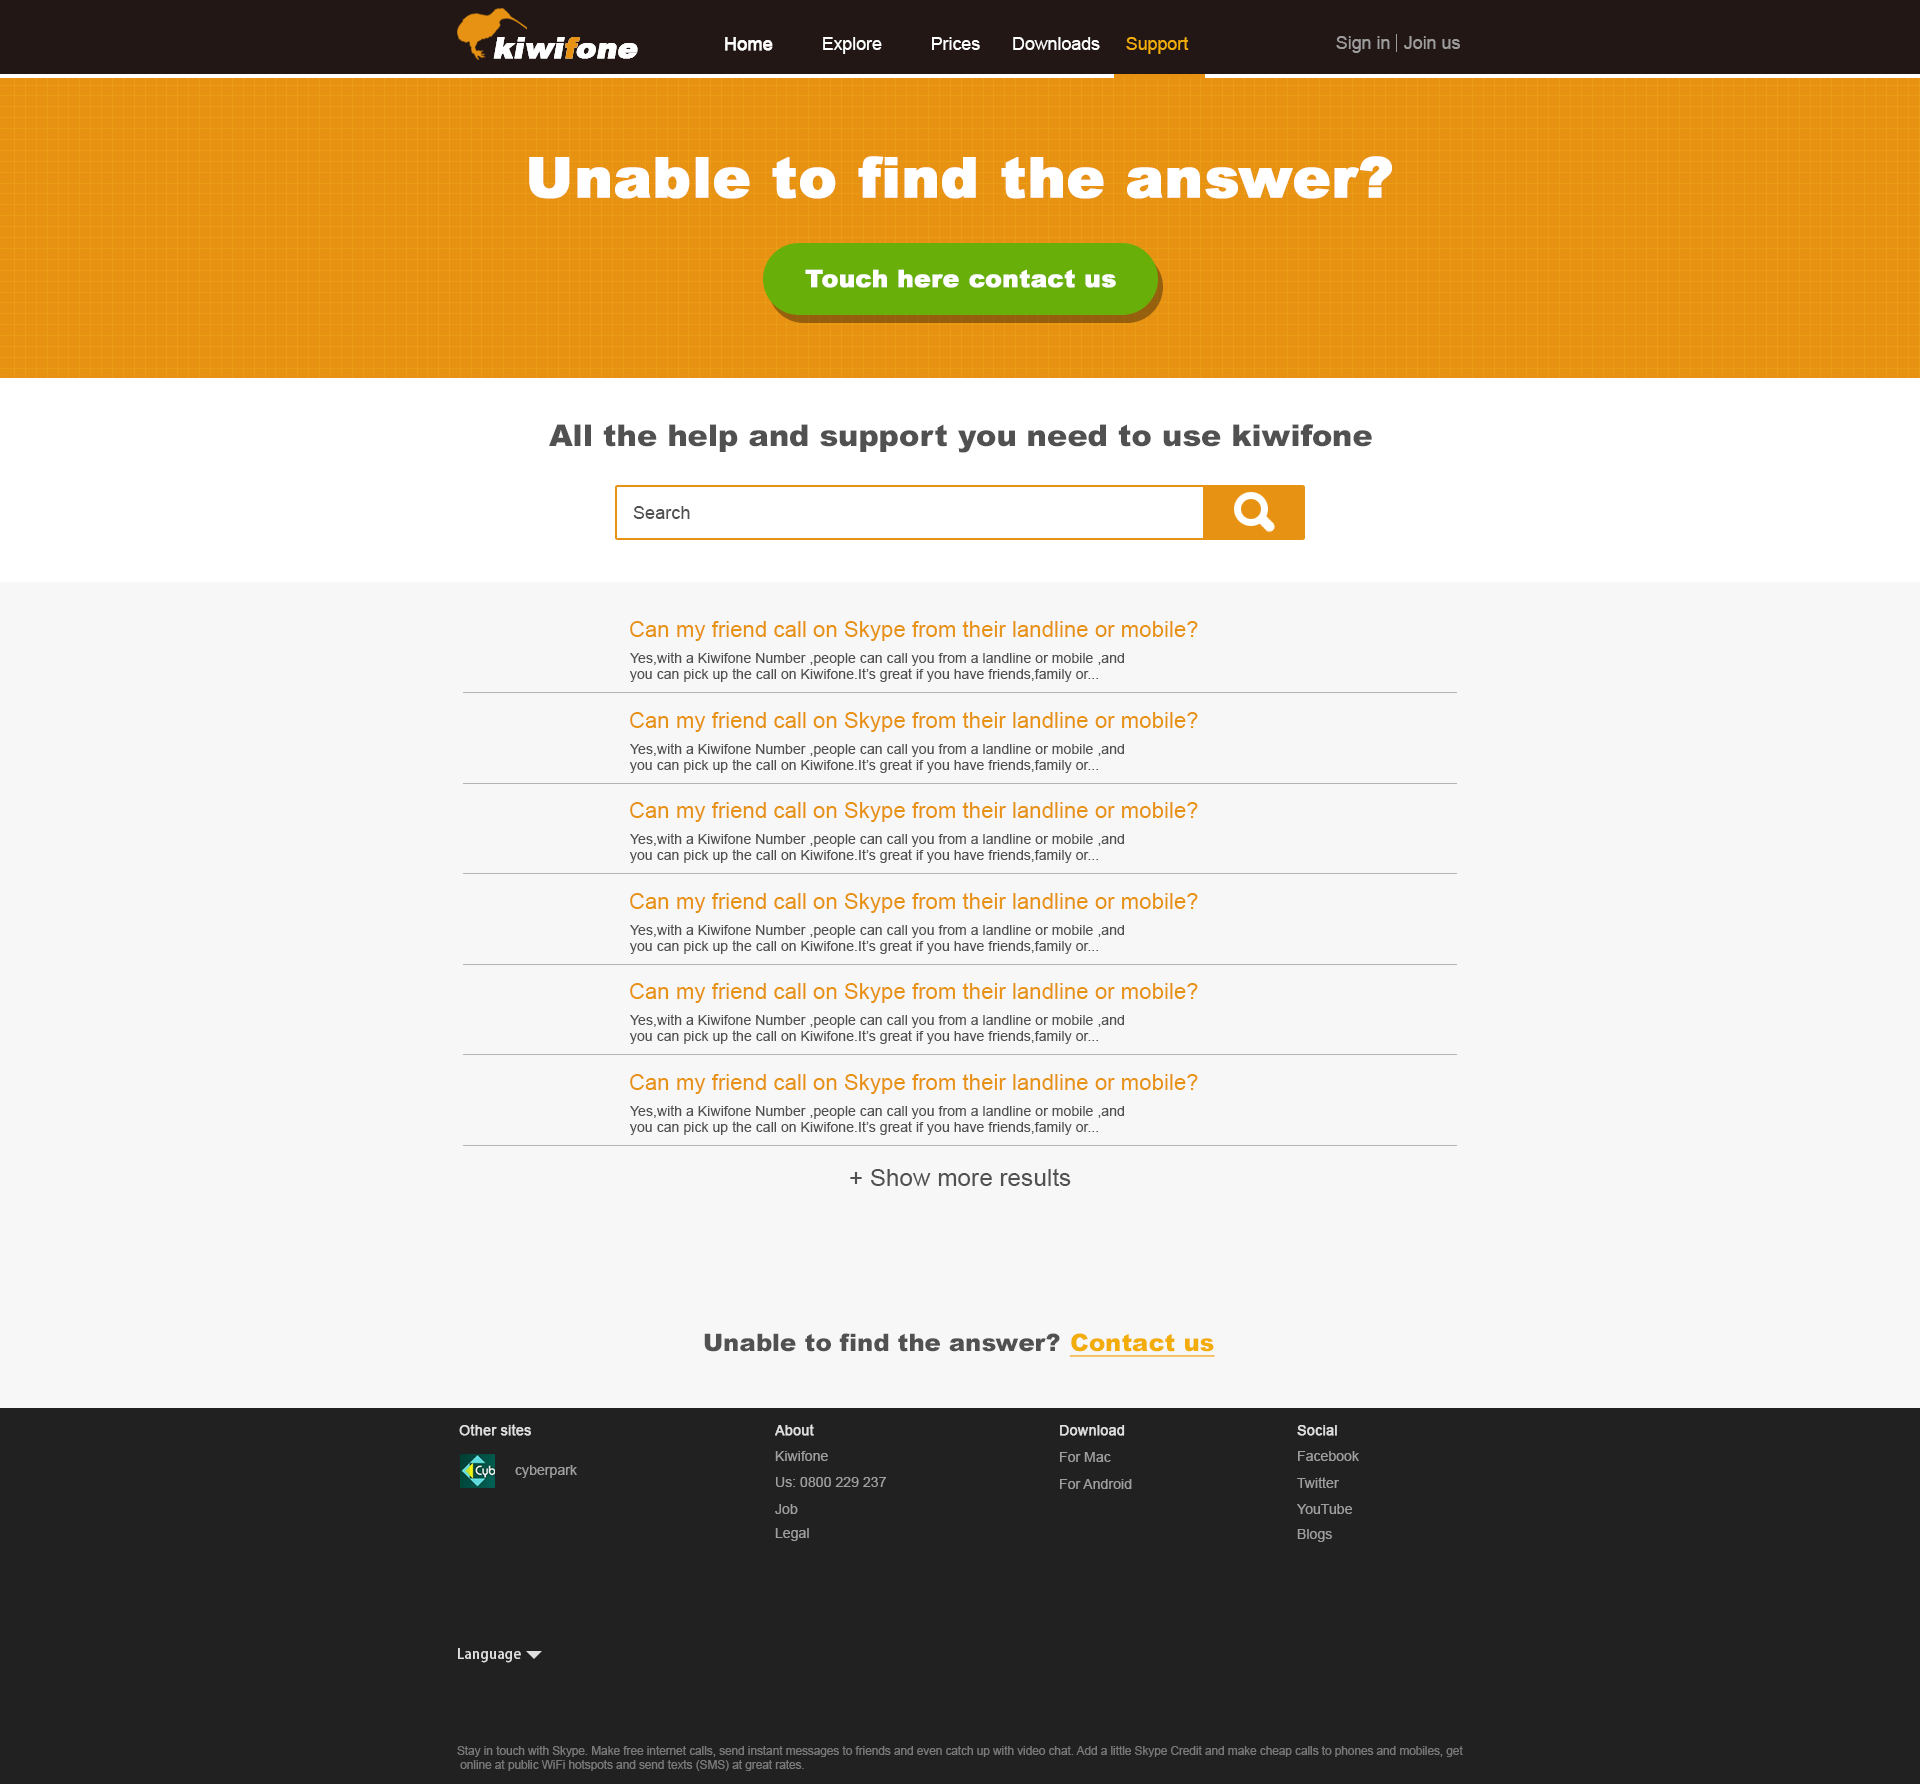 kiwifone
Home Explore Prices Downloads Support
Sign in | Join us
Unable to find the answer?
Touch here contact us
All the help and support you need to use kiwifone
Search
Can my friend call on Skype from their landline or mobile?
Yes,with a Kiwifone Number ,people can call you from a landline or mobile ,and
you can pick up the call on Kiwifone.It's great if you have friends,family or...
Can my friend call on Skype from their landline or mobile?
Yes,with a Kiwifone Number ,people can call you from a landline or mobile ,and
you can pick up the call on Kiwifone.It's great if you have friends,family or...
Can my friend call on Skype from their landline or mobile?
Yes,with a Kiwifone Number ,people can call you from a landline or mobile ,and
you can pick up the call on Kiwifone.It's great if you have friends,family or...
Can my friend call on Skype from their landline or mobile?
Yes,with a Kiwifone Number ,people can call you from a landline or mobile ,and
you can pick up the call on Kiwifone.It's great if you have friends,family or...
Can my friend call on Skype from their landline or mobile?
Yes,with a Kiwifone Number ,people can call you from a landline or mobile ,and
you can pick up the call on Kiwifone.It's great if you have friends,family or...
Can my friend call on Skype from their landline or mobile?
Yes,with a Kiwifone Number ,people can call you from a landline or mobile ,and
you can pick up the call on Kiwifone.It's great if you have friends,family or...
+ Show more results
Unable to find the answer? Contact us
Other sites
Cyb
cyberpark
About
Kiwifone
Us: 0800 229 237
Job
Legal
Download
For Mac
For Android
Social
Facebook
Twitter
YouTube
Blogs
Language
Stay in touch with Skype. Make free internet calls, send instant messages to friends and even catch up with video chat. Add a little Skype Credit and make cheap calls to phones and mobiles, get
online at public WiFi hotspots and send texts (SMS) at great rates.